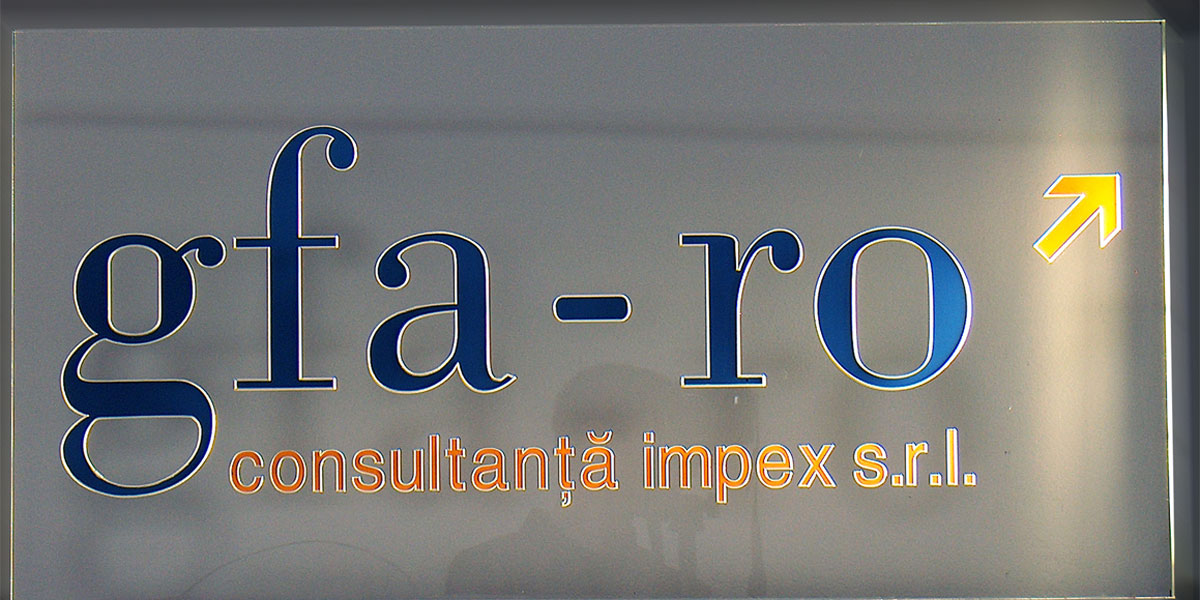 gfa-ro
consultanță impex s.r.l.